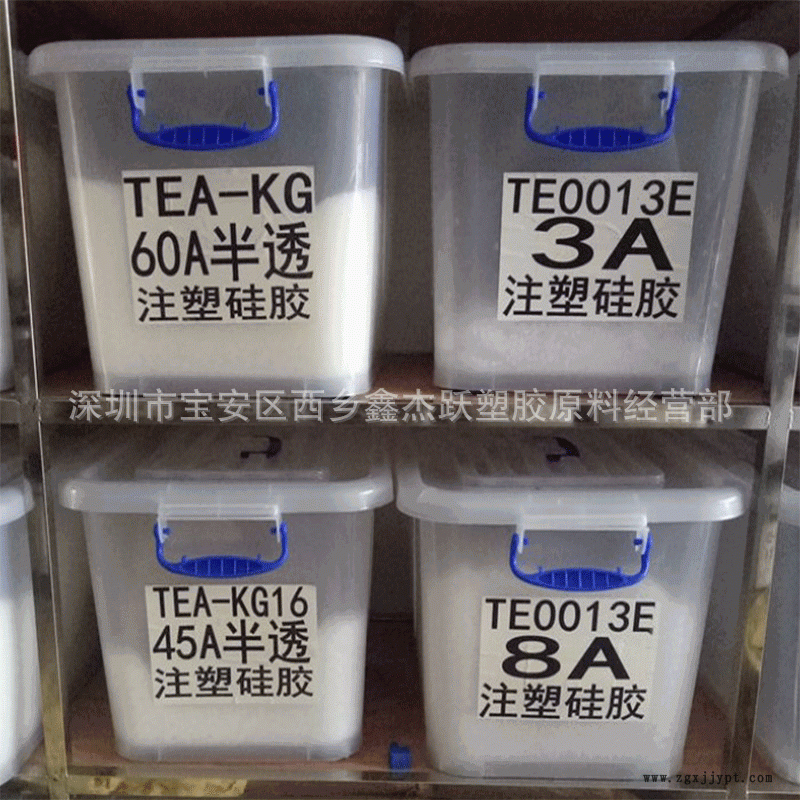 TEA-KG
60A半透
注塑硅胶
TE0013E
3A
注塑硅胶
深圳市宝安区西乡鑫杰跃塑胶原料经营部
TEA-KG16
45A半透
注塑硅胶
TE0013E
8A
注塑硅胶
www.zgxjjypt.com